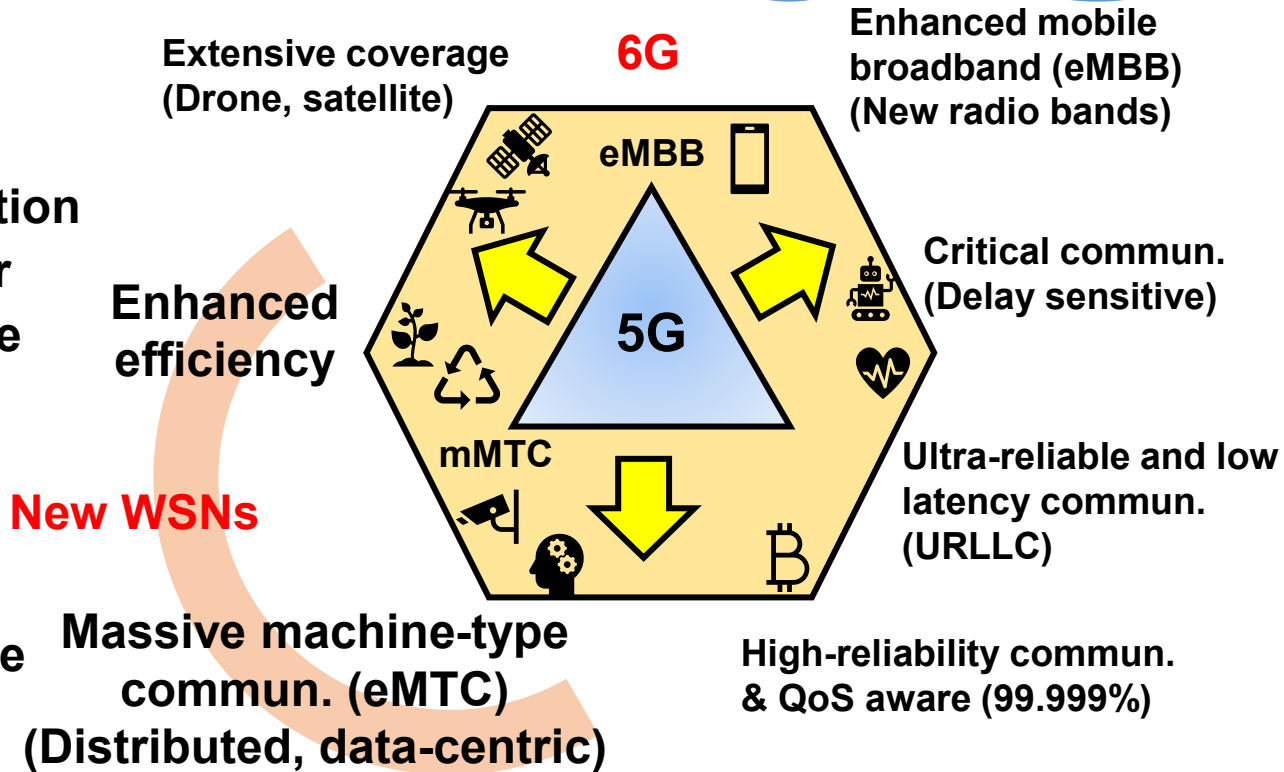 6G
Extensive coverage
(Drone, satellite)
Enhanced mobile
broadband (eMBB)
(New radio bands)
eMBB
Critical commun.
(Delay sensitive)
Enhanced
efficiency
5G
mMTC
Ultra-reliable and low
latency commun.
(URLLC)
New WSNs
Massive machine-type
commun. (eMTC)
(Distributed, data-centric)
High-reliability commun.
& QoS aware (99.999%)